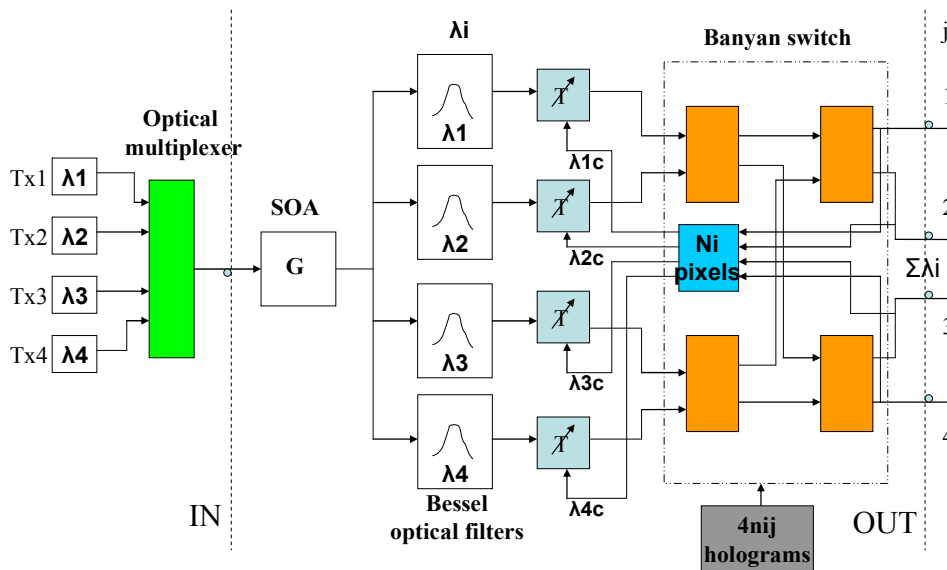 λi
Banyan switch
j
Optical
multiplexer
λ1
T
1
Tx1 λ1
λ1c
Tx2 λ2
SOA
G
λ2
T
λ2c
Ni
pixels
2
Σλi
Tx3 λ3
Tx4 λ4
λ3
T
λ3c
3
λ4
T
λ4c
4
Bessel
optical filters
IN
OUT
4nij
holograms